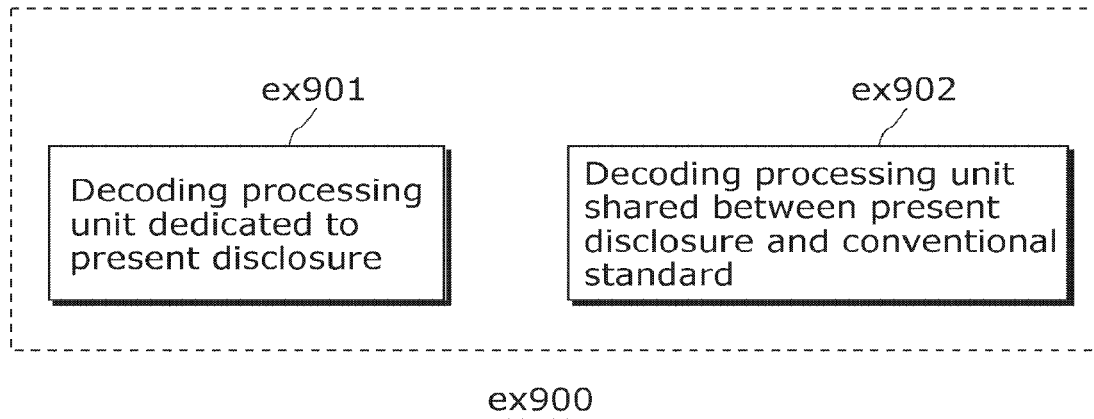 ex901
ex902
Decoding processing
unit dedicated to
present disclosure
Decoding processing unit
shared between present
disclosure and conventional
standard
ex900